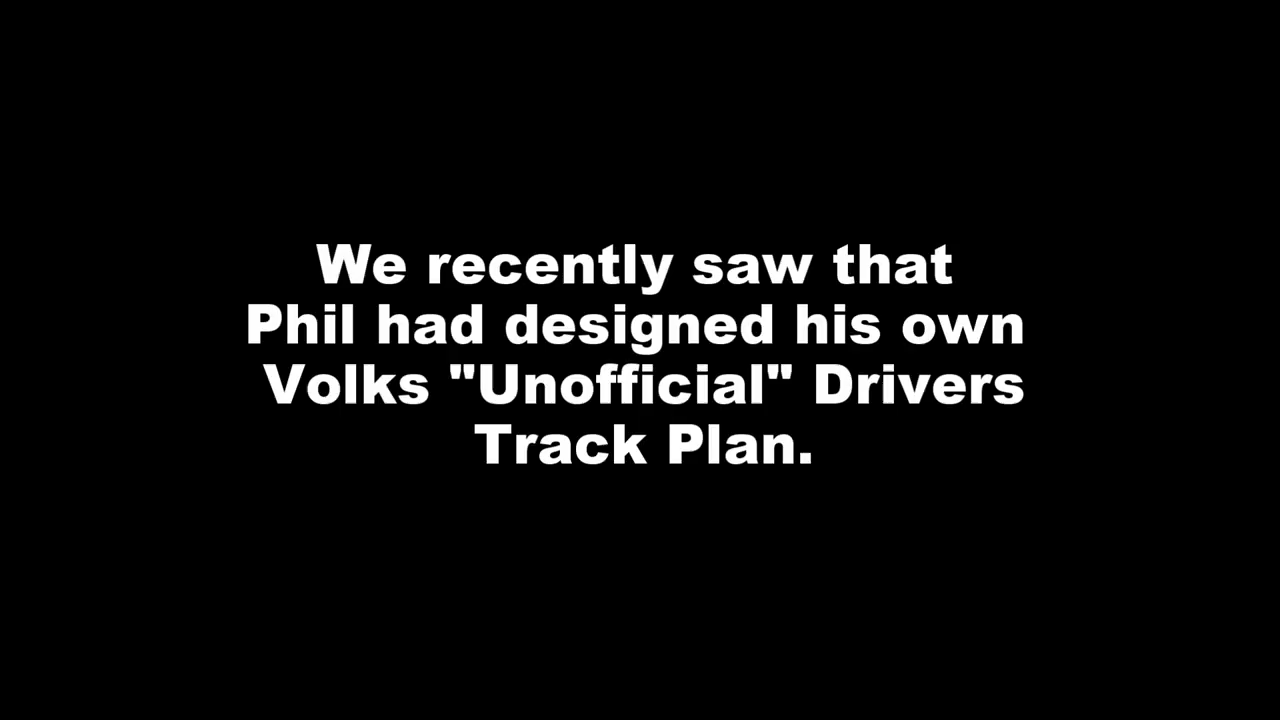 We recently saw that
Phil had designed his own
Volks "Unofficial" Drivers
Track Plan.